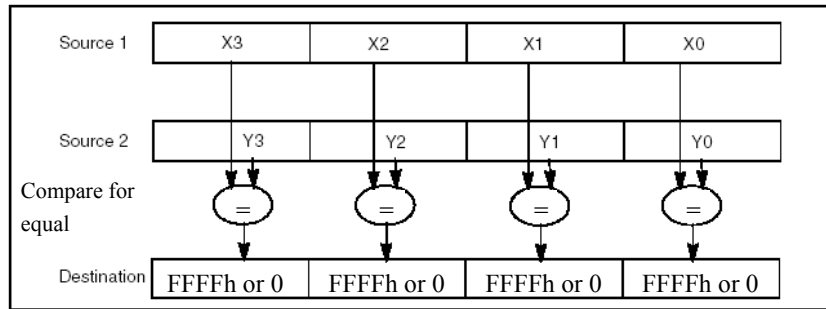 Source 1 X3 X2 X1 X0
Source 2 Y3 Y2 Y1 Y0
Compare for
equal
= = = =
Destination FFFFh or 0 FFFFh or 0 FFFFh or 0 FFFFh or 0